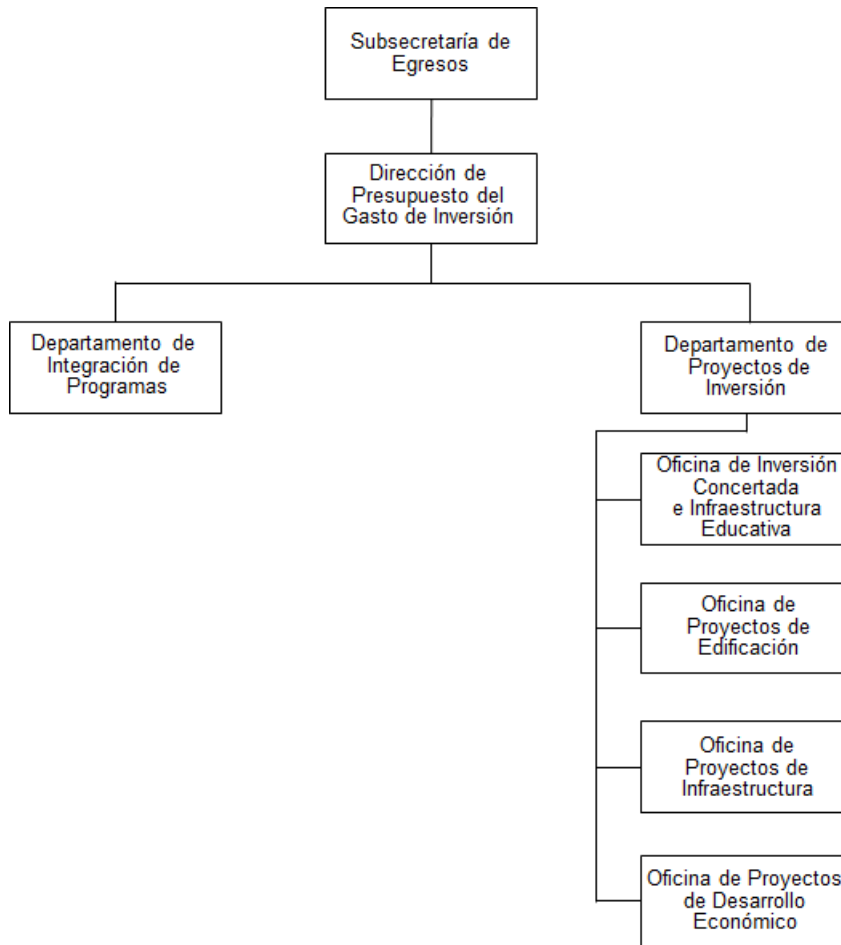 Subsecretaría de
Egresos
Dirección de
Presupuesto del
Gasto de Inversión
Departamento de
Integración de
Programas
Departamento de
Proyectos de
Inversión
Oficina de Inversión
Concertada
e Infraestructura
Educativa
Oficina de
Proyectos de
Edificación
Oficina de
Proyectos de
Infraestructura
Oficina de Proyectos
de Desarrollo
Económico